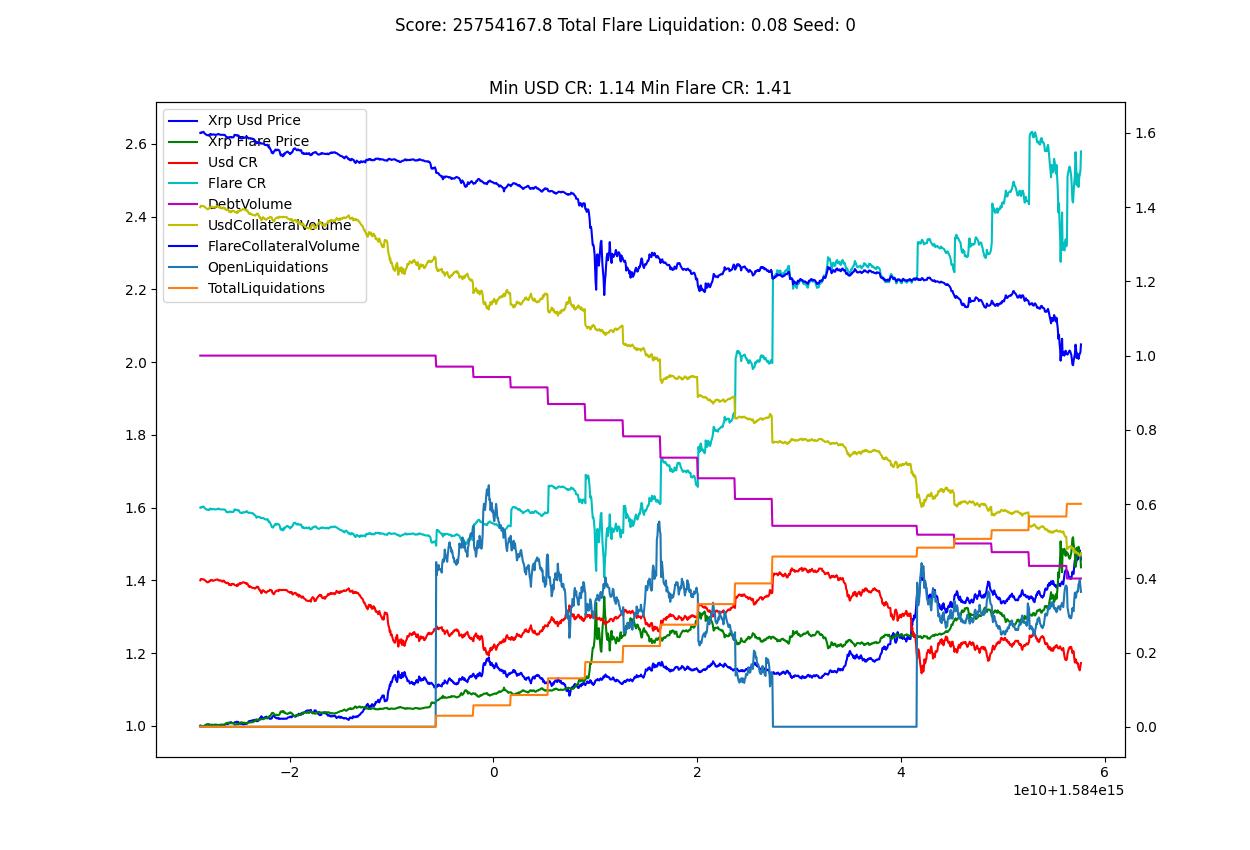 Score: 25754167.8 Total Flare Liquidation: 0.08 Seed: 0
Min USD CR: 1.14 Min Flare CR: 1.41
Xrp Usd Price
Xrp Flare Price
Usd CR
Flare CR
DebtVolume
UsdCollateralVolume
FlareCollateralVolume
OpenLiquidations
TotalLiquidations
2.6
2.4
2.2
2.0
1.8
1.6
1.4
1.2
1.0
1.6
1.4
1.2
1.0
0.8
0.6
0.4
0.2
0.0
−2 0 2 4 6
1e10+1.584e15